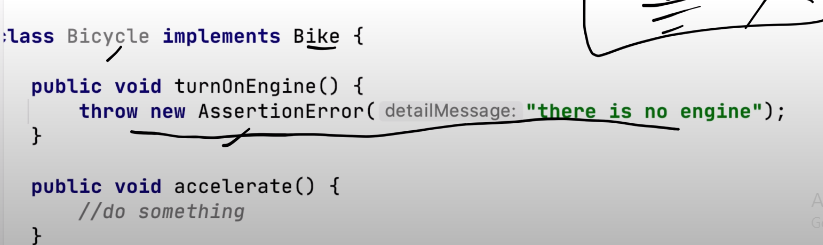 class Bicycle implements Bike {
public void turnOnEngine() {
throw new AssertionError( detailMessage: "there is no engine");
}
public void accelerate() {
//do something
}